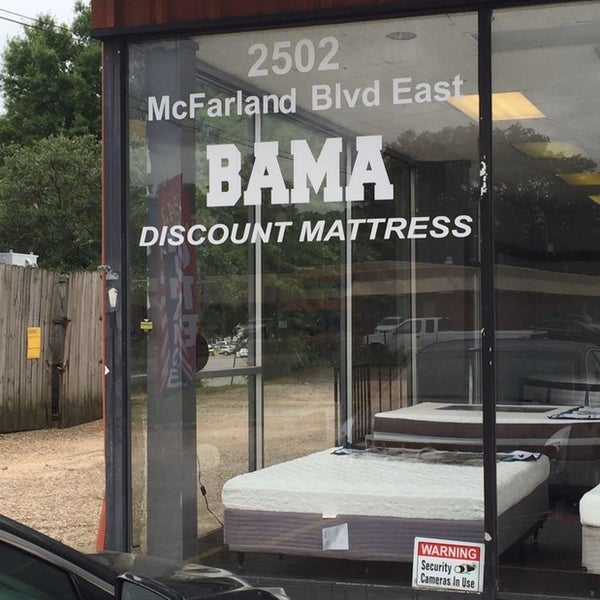 2502
McFarland Blvd East
BAMA
DISCOUNT MATTRESS
WARNING
Security
Cameras In Use